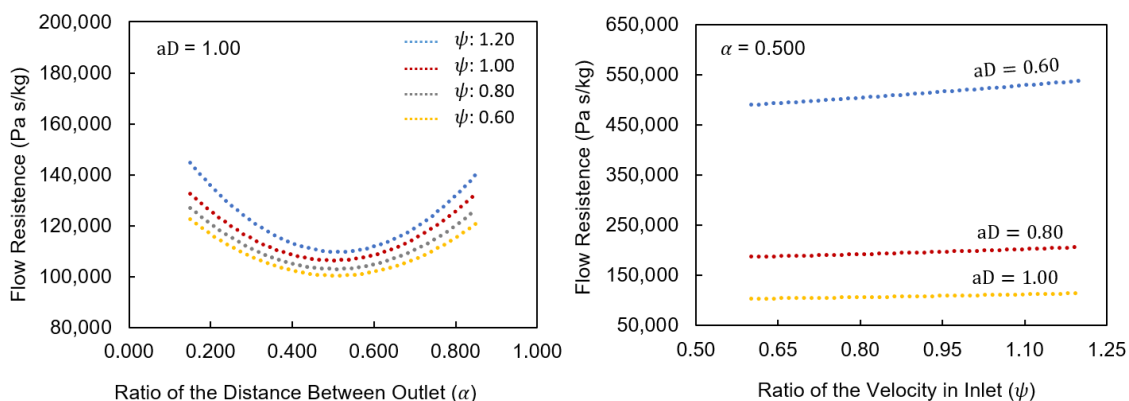 200,000
180,000
160,000
140,000
120,000
100,000
80,000
Flow Resistence (Pa s/kg)
aD = 1.00
ψ: 1.20
ψ: 1.00
ψ: 0.80
ψ: 0.60
0.000 0.200 0.400 0.600 0.800 1.000
Ratio of the Distance Between Outlet (α)
650,000
550,000
450,000
350,000
250,000
150,000
50,000
Flow Resistence (Pa s/kg)
α = 0.500
aD = 0.60
aD = 0.80
aD = 1.00
0.50 0.65 0.80 0.95 1.10 1.25
Ratio of the Velocity in Inlet (ψ)